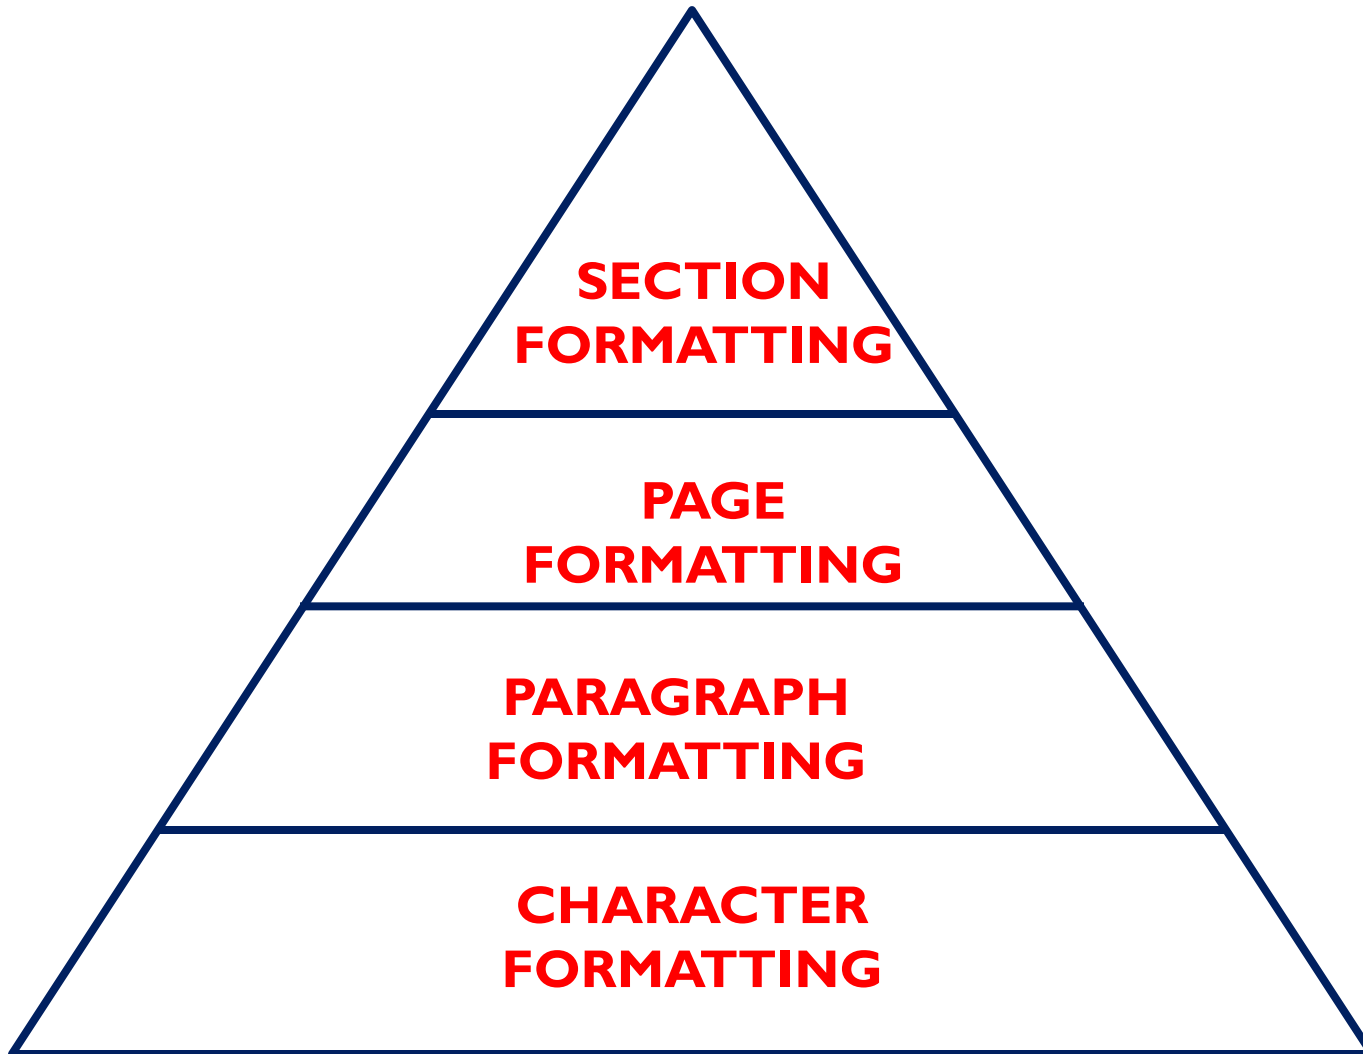 SECTION
FORMATTING
PAGE
FORMATTING
PARAGRAPH
FORMATTING
CHARACTER
FORMATTING